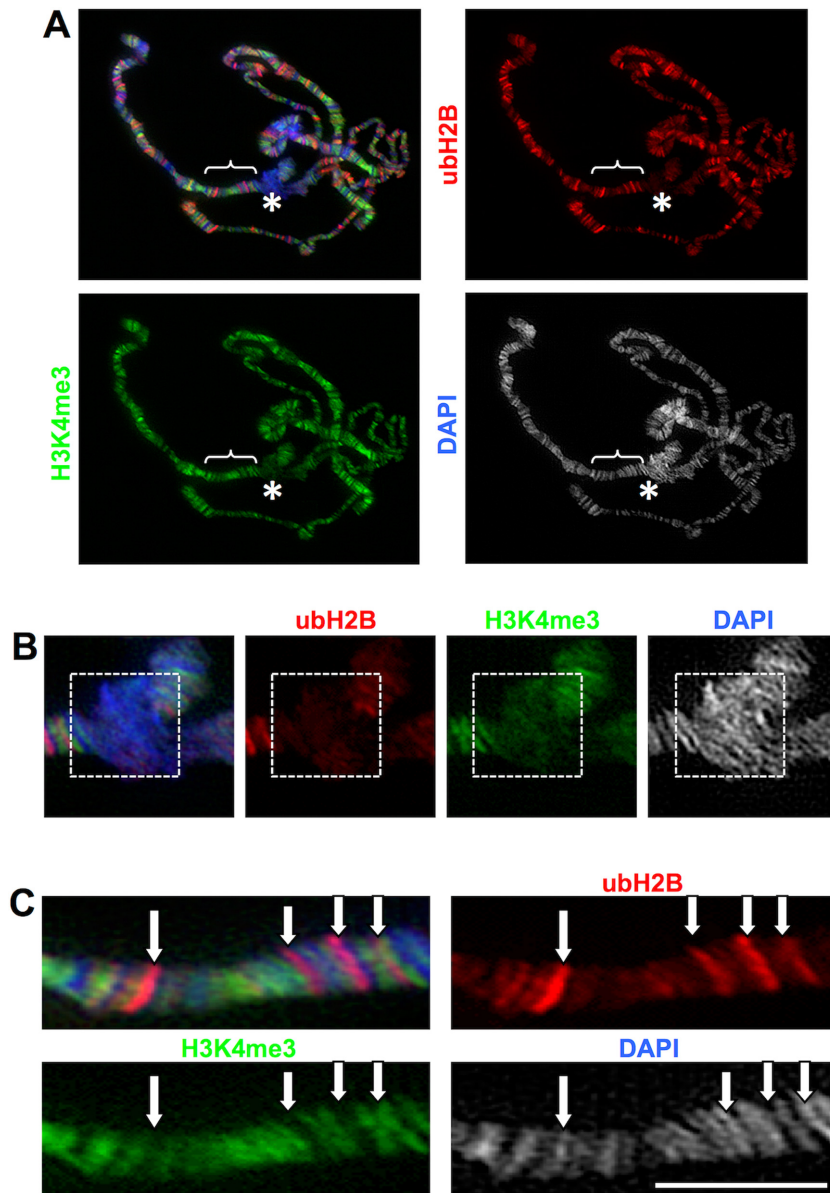 A
ubH2B
*
*
H3K4me3
DAPI
*
*
B
ubH2B
H3K4me3
DAPI
C
ubH2B
H3K4me3
DAPI